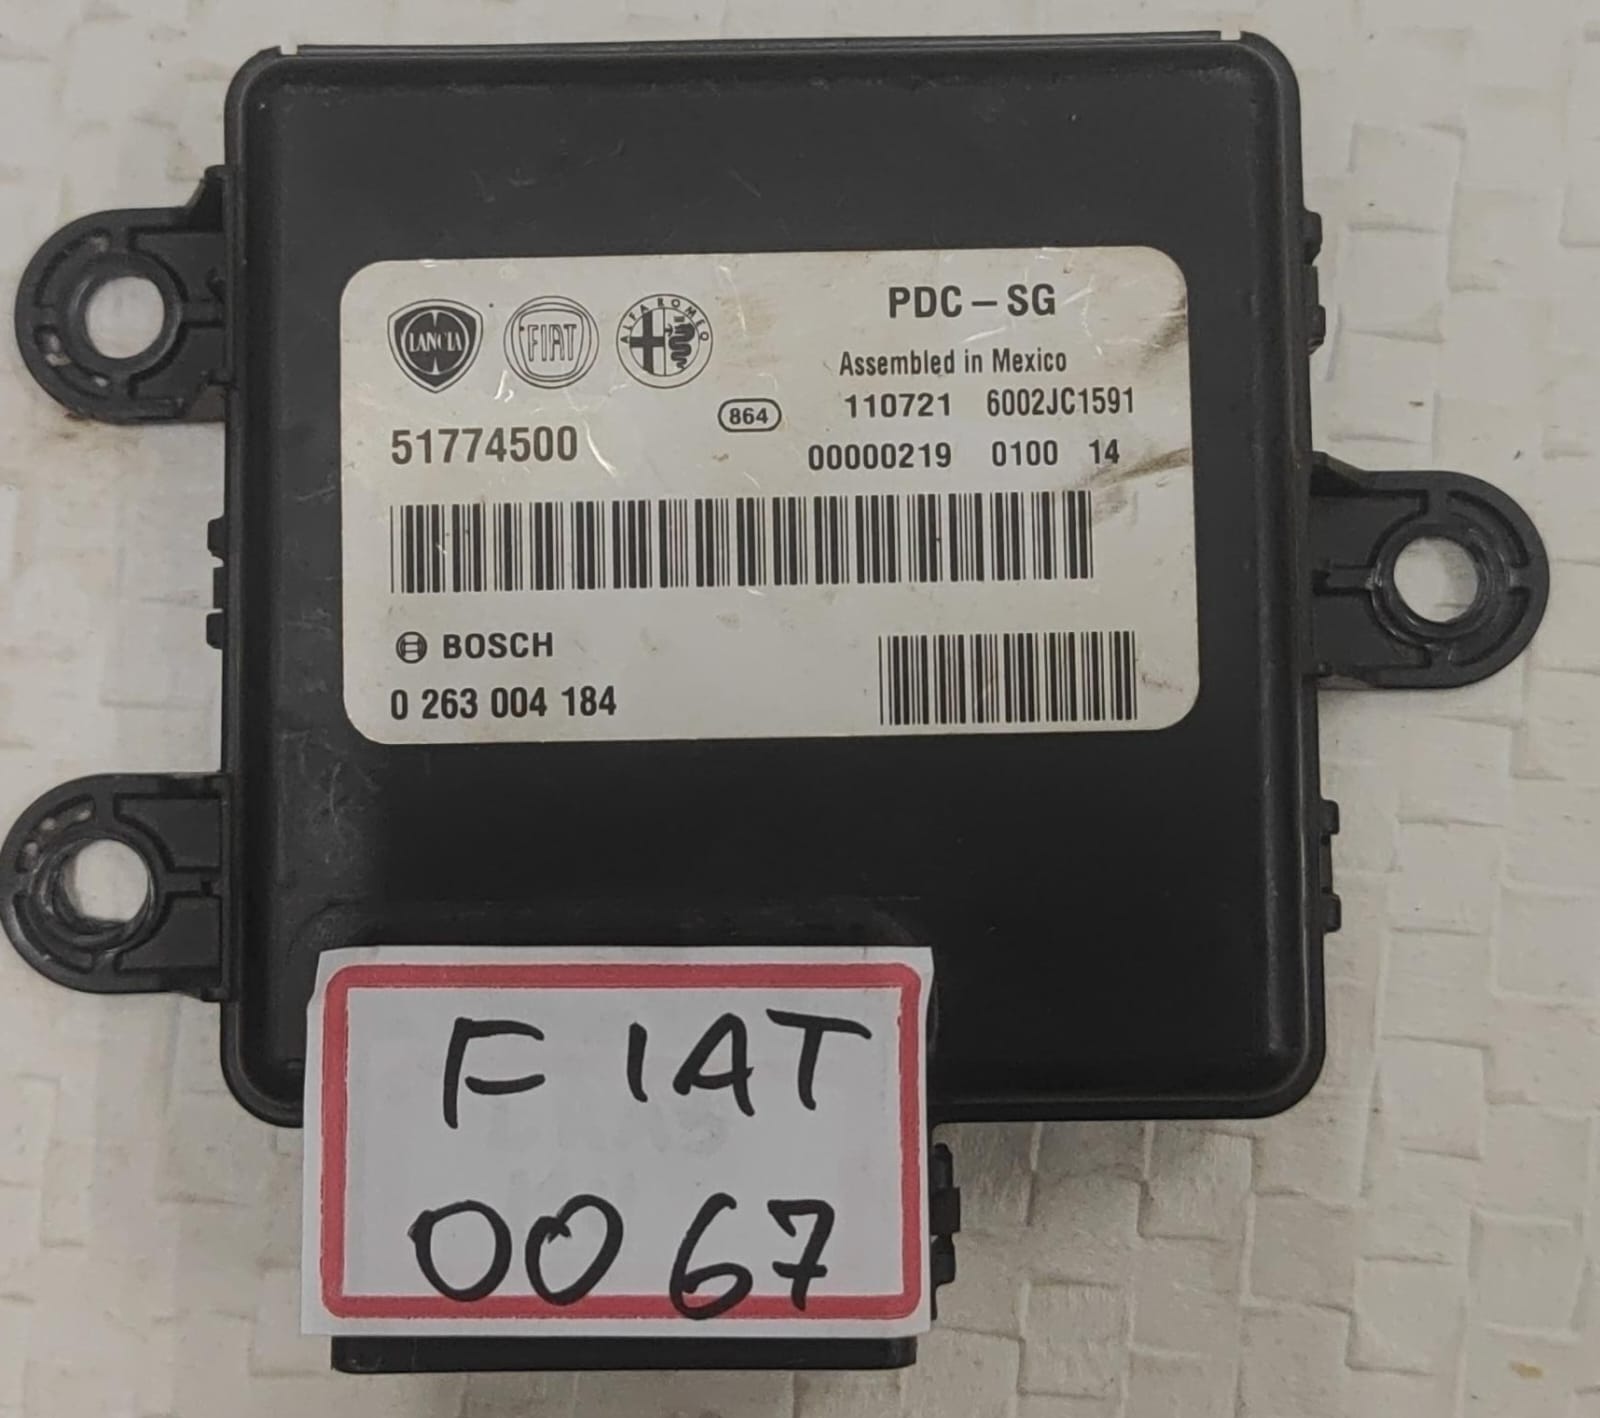 LANCIA
FIAT
ALFA ROMEO
PDC – SG
Assembled in Mexico
864
110721 6002JC1591
51774500
00000219 0100 14
BOSCH
0 263 004 184
FIAT
0067